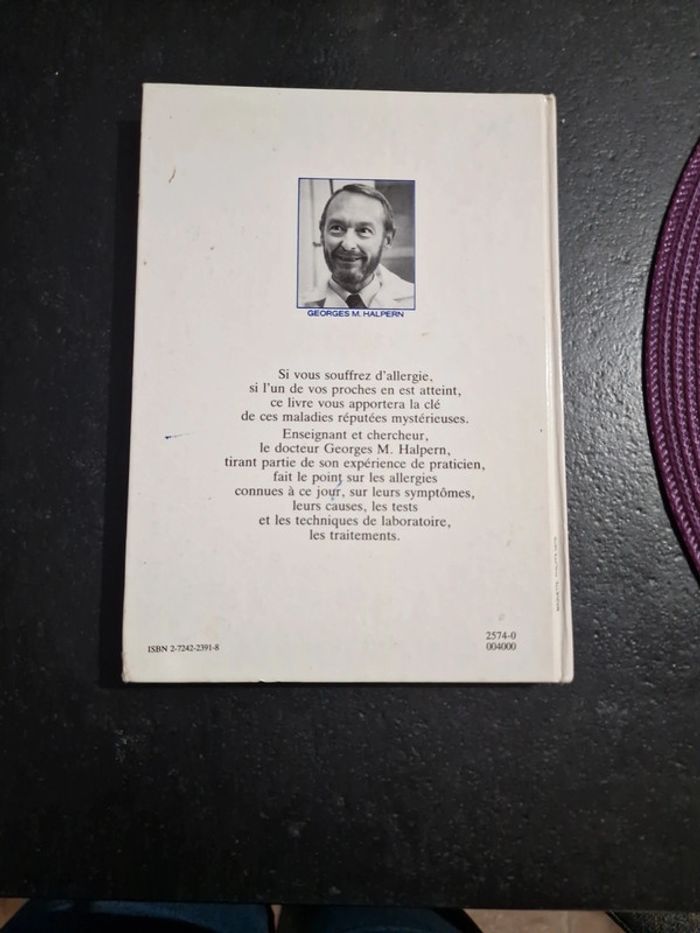 GEORGES M. HALPERN
Si vous souffrez d'allergie,
si l'un de vos proches en est atteint,
ce livre vous apportera la clé
de ces maladies réputées mystérieuses.
Enseignant et chercheur,
le docteur Georges M. Halpern,
tirant partie de son expérience de praticien,
fait le point sur les allergies
connues à ce jour, sur leurs symptômes,
leurs causes, les tests
et les techniques de laboratoire,
les traitements.
ISBN 2-7242-2391-8
2574-0
004000